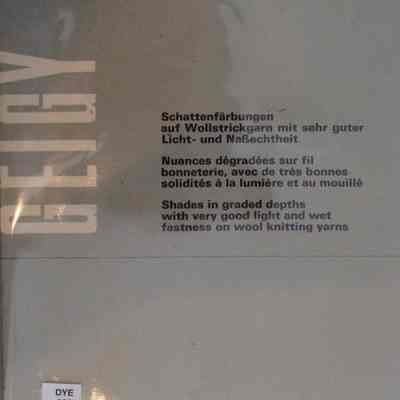 GEIGY
Schattenfärbungen
auf Wollstrickgarn mit sehr guter
Licht- und Naßechtheit
Nuances dégradées sur fil
bonneterie, avec de très bonnes
solidités à la lumière et au mouillé
Shades in graded depths
with very good light and wet
fastness on wool knitting yarns
DYE